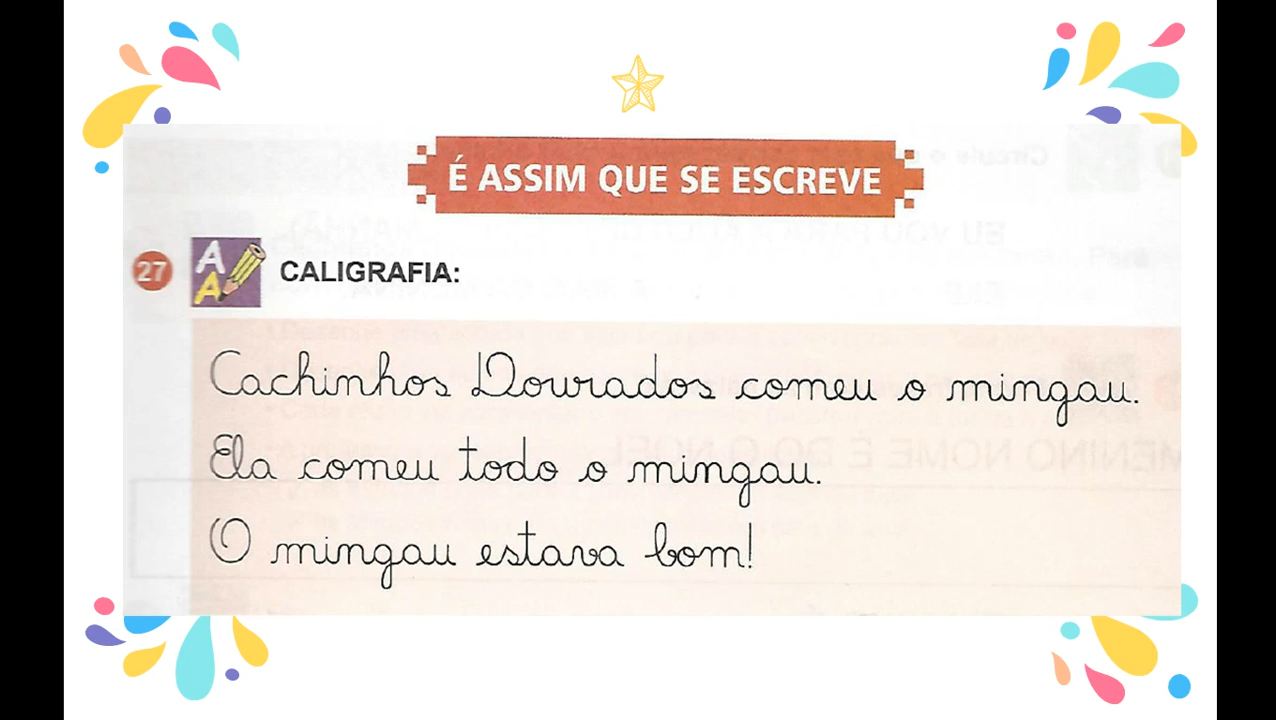 É ASSIM QUE SE ESCREVE
27 CALIGRAFIA:
Cachinhos Dourados comeu o mingau.
Ela comeu todo o mingau.
O mingau estava bom!